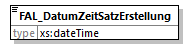 FAL_DatumZeitSatzErstellung
type xs:dateTime